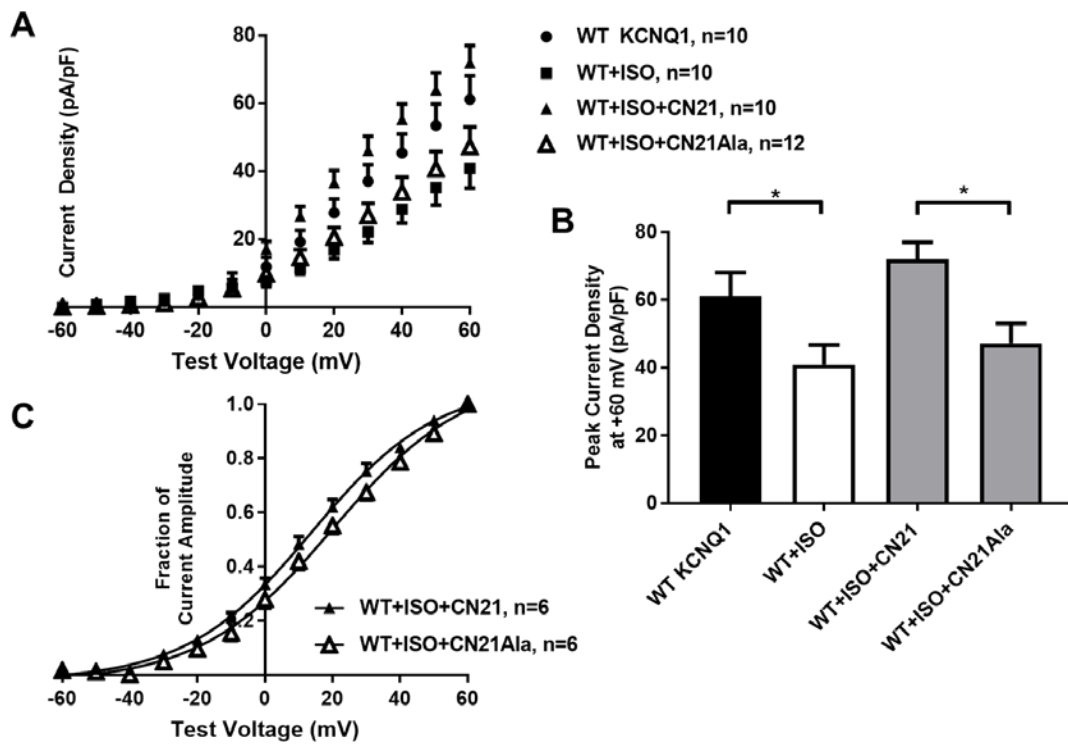 A
Current Density (pA/pF)
80
60
40
20
-60 -40 -20 0 20 40 60
Test Voltage (mV)
WT KCNQ1, n=10
WT+ISO, n=10
WT+ISO+CN21, n=10
WT+ISO+CN21Ala, n=12
B
Peak Current Density
at +60 mV (pA/pF)
80
60
40
20
0
* *
WT KCNQ1
WT+ISO
WT+ISO+CN21
WT+ISO+CN21Ala
C
Fraction of
Current Amplitude
1.0
0.8
0.6
0.4
0.2
WT+ISO+CN21, n=6
WT+ISO+CN21Ala, n=6
-60 -40 -20 0 20 40 60
Test Voltage (mV)